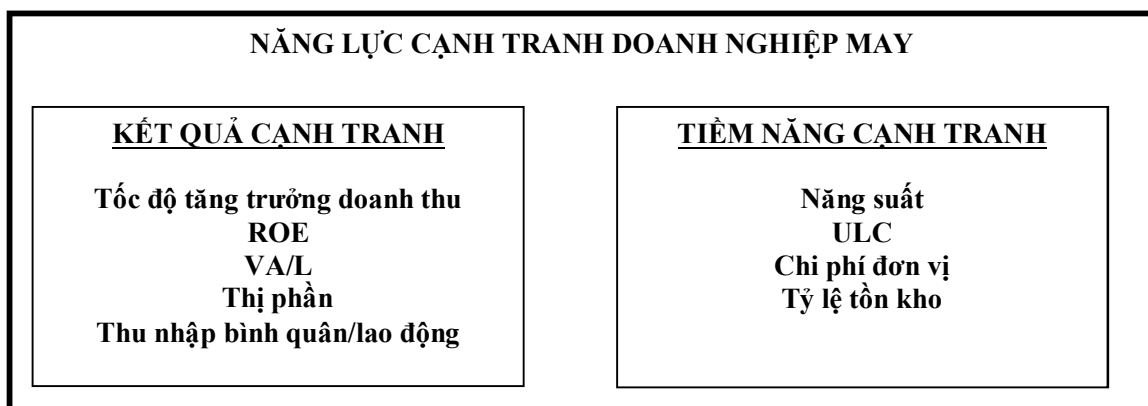 NĂNG LỰC CẠNH TRANH DOANH NGHIỆP MAY
KẾT QUẢ CẠNH TRANH
Tốc độ tăng trưởng doanh thu
ROE
VA/L
Thị phần
Thu nhập bình quân/lao động
TIỀM NĂNG CẠNH TRANH
Năng suất
ULC
Chi phí đơn vị
Tỷ lệ tồn kho